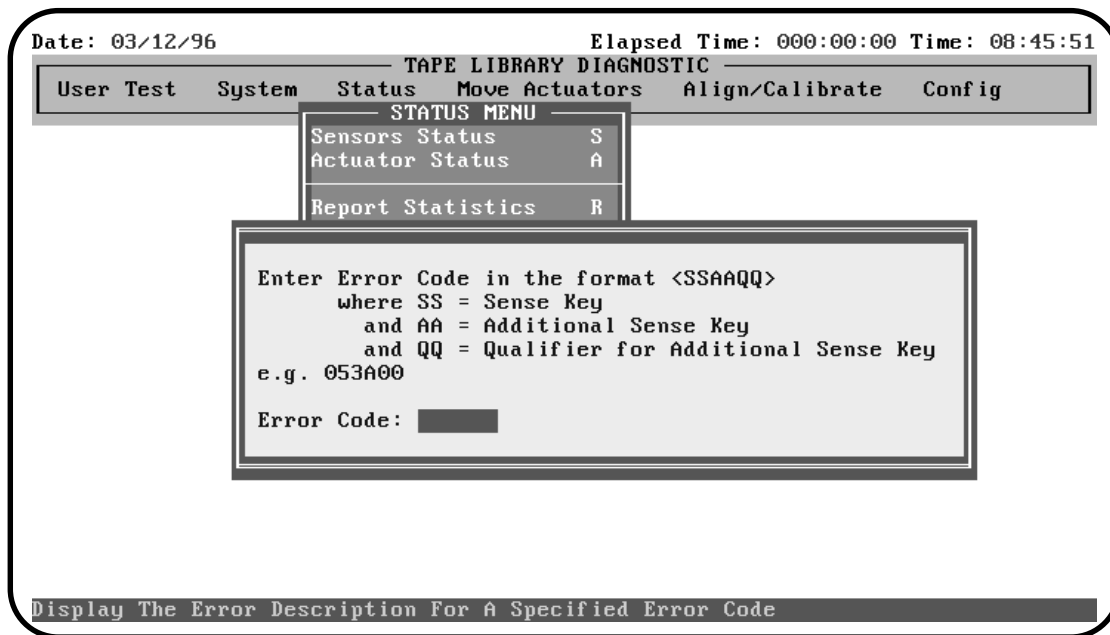 Date: 03/12/96 Elapsed Time: 000:00:00 Time: 08:45:51
TAPE LIBRARY DIAGNOSTIC
User Test System Status Move Actuators Align/Calibrate Config
STATUS MENU
Sensors Status S
Actuator Status A
Report Statistics R
Enter Error Code in the format <SSAAQQ>
where SS = Sense Key
and AA = Additional Sense Key
and QQ = Qualifier for Additional Sense Key
e.g. 053A00
Error Code:
Display The Error Description For A Specified Error Code